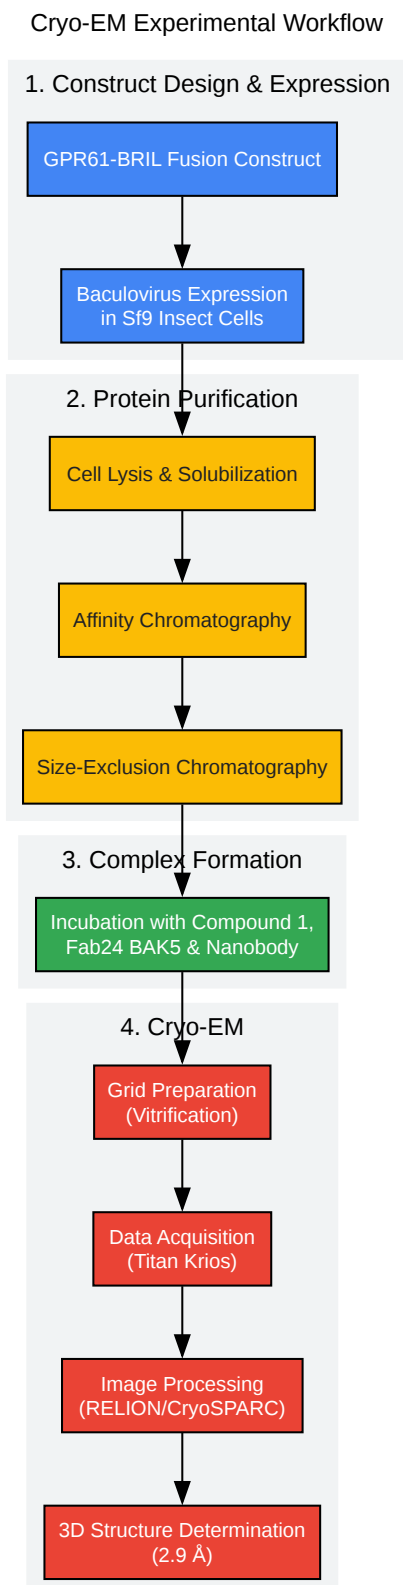 Cryo-EM Experimental Workflow
1. Construct Design & Expression
GPR61-BRIL Fusion Construct
Baculovirus Expression
in Sf9 Insect Cells
2. Protein Purification
Cell Lysis & Solubilization
Affinity Chromatography
Size-Exclusion Chromatography
3. Complex Formation
Incubation with Compound 1,
Fab24 BAK5 & Nanobody
4. Cryo-EM
Grid Preparation
(Vitrification)
Data Acquisition
(Titan Krios)
Image Processing
(RELION/CryoSPARC)
3D Structure Determination
(2.9 Å)